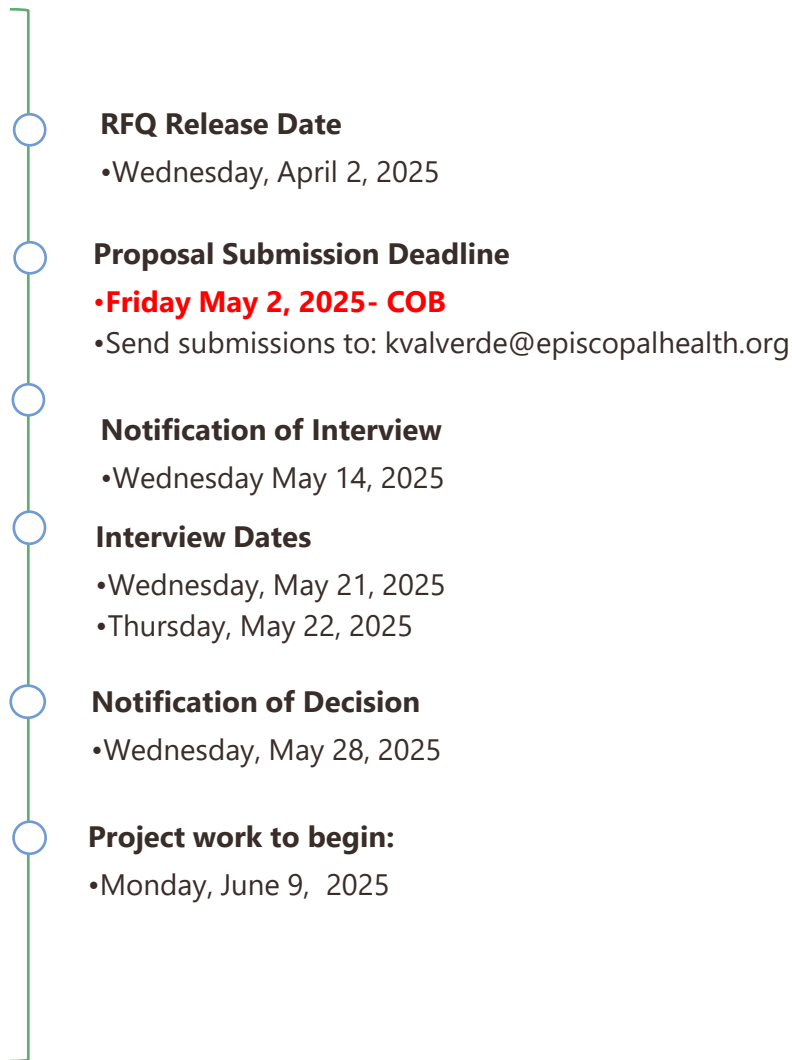 RFQ Release Date
•Wednesday, April 2, 2025
Proposal Submission Deadline
•Friday May 2, 2025- COB
•Send submissions to: kvalverde@episcopalhealth.org
Notification of Interview
•Wednesday May 14, 2025
Interview Dates
•Wednesday, May 21, 2025
•Thursday, May 22, 2025
Notification of Decision
•Wednesday, May 28, 2025
Project work to begin:
•Monday, June 9,  2025